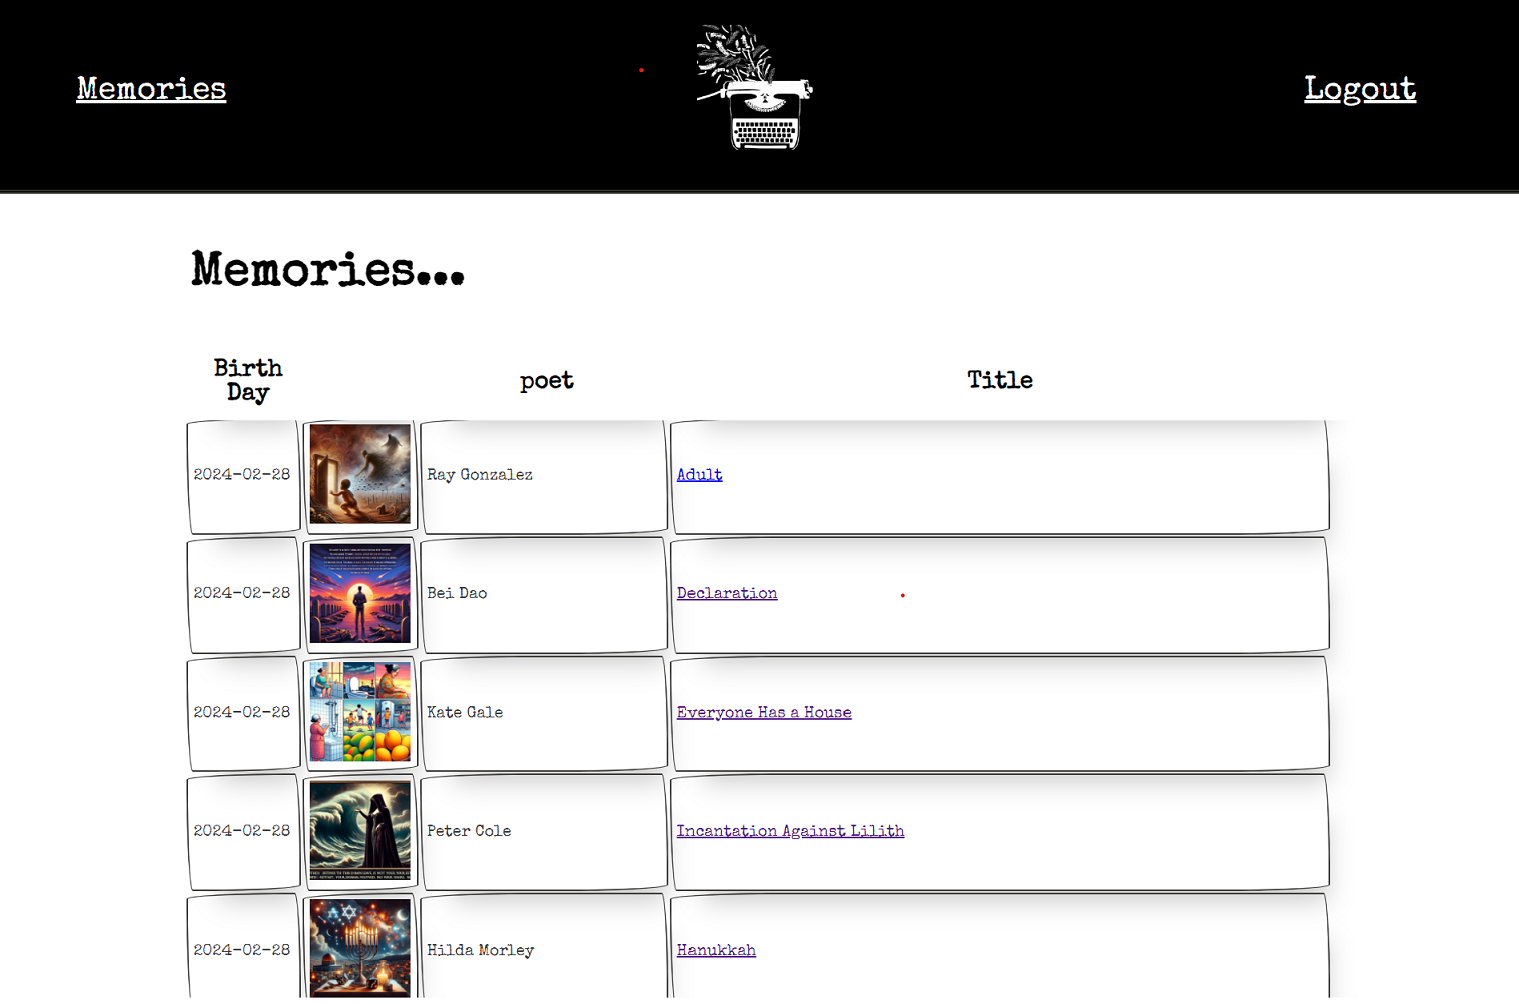 Memories
Logout
Memories...
Birth
Day
poet
Title
2024-02-28
Ray Gonzalez
Adult
2024-02-28
Bei Dao
Declaration
2024-02-28
Kate Gale
Everyone Has a House
2024-02-28
Peter Cole
Incantation Against Lilith
2024-02-28
Hilda Morley
Hanukkah